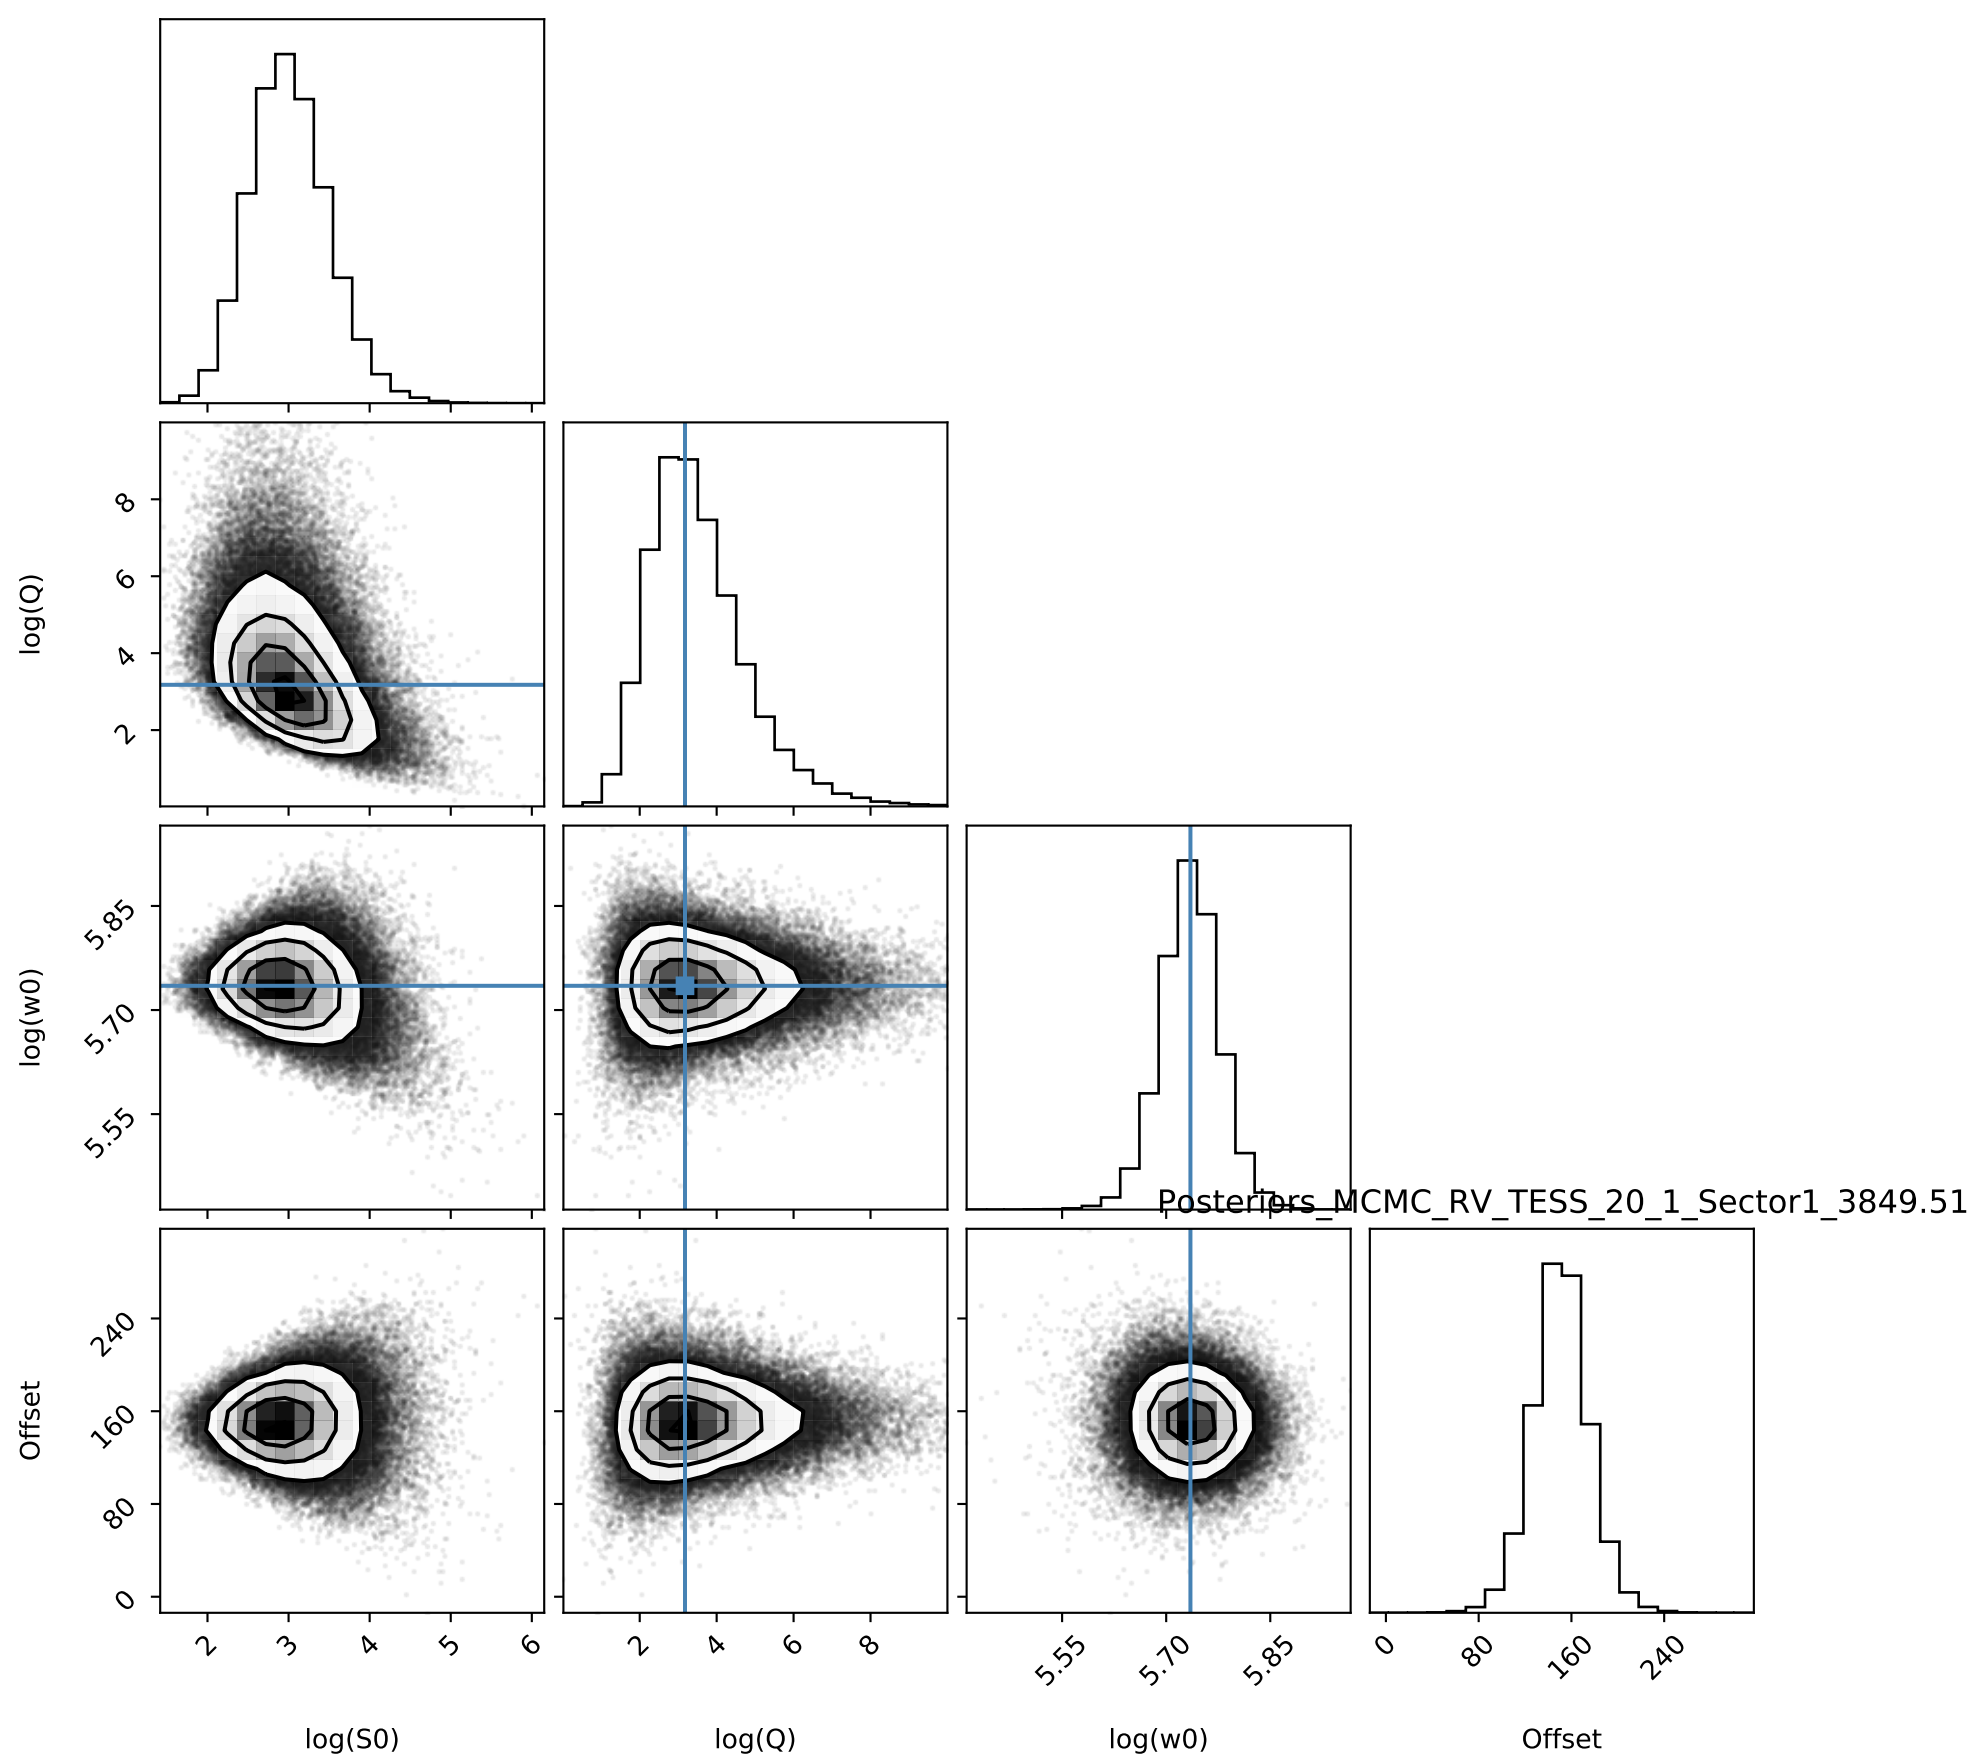 log(Q)
8
6
4
2
log(w0)
5.85
5.70
5.55
Posteriors_MCMC_RV_TESS_20_1_Sector1_3849.51
Offset
240
160
80
0
2 3 4 5 6
2 4 6 8
5.55 5.70 5.85
0 80 160 240
log(S0)
log(Q)
log(w0)
Offset